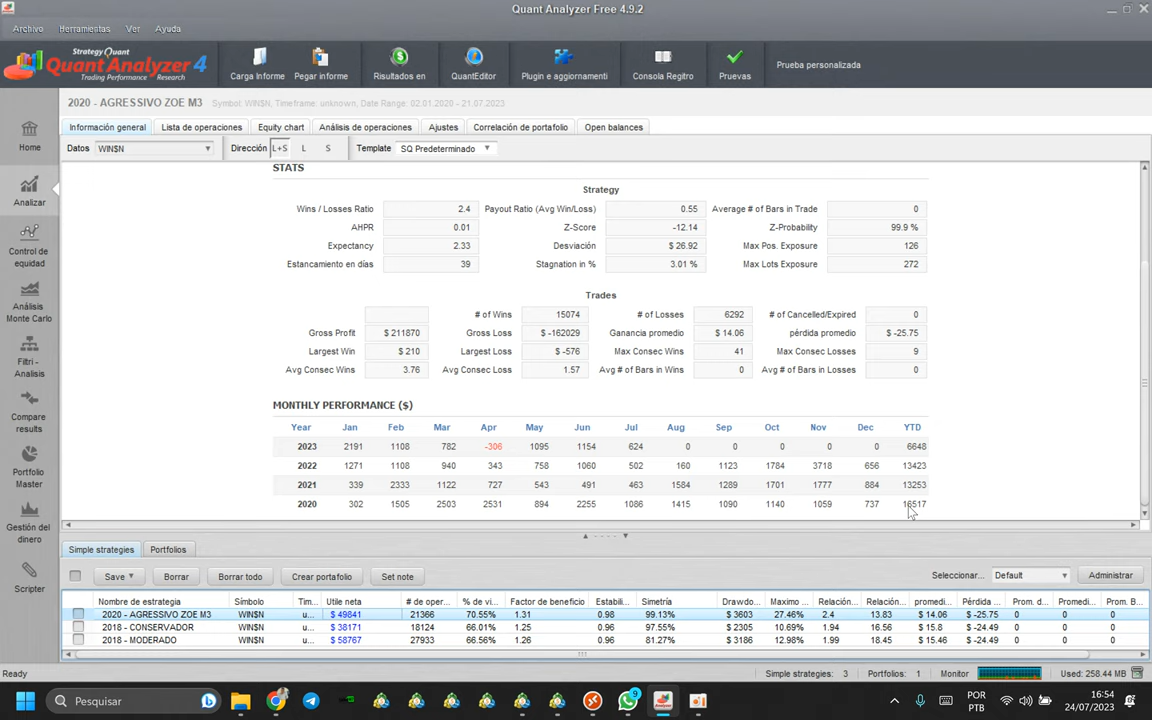 Quant Analyzer Free 4.9.2
Archivo Herramientas Ver Ayuda
StrategyQuant
QuantAnalyzer 4
Trading Performance Research
Carga Informe Pegar informe Risultados en QuantEditor Plugin e aggiornamenti Consola Regitro Pruevas Prueba personalizada
2020 - AGRESSIVO ZOE M3 Symbol: WIN$N, Timeframe: unknown, Date Range: 02.01.2020 - 21.07.2023
Información general Lista de operaciones Equity chart Análisis de operaciones Ajustes Correlación de portafolio Open balances
Datos WIN$N Dirección L+S L S Template SQ Predeterminado
Home
Analizar
Control de equidad
Análisis Monte Carlo
Filtri - Analisis
Compare results
Portfolio Master
Gestión del dinero
Scripter
STATS
Strategy
Wins / Losses Ratio 2.4 Payout Ratio (Avg Win/Loss) 0.55 Average # of Bars in Trade 0
AHPR 0.01 Z-Score -12.14 Z-Probability 99.9 %
Expectancy 2.33 Desviación $ 26.92 Max Pos. Exposure 126
Estancamiento en días 39 Stagnation in % 3.01 % Max Lots Exposure 272
Trades
# of Wins 15074 # of Losses 6292 # of Cancelled/Expired 0
Gross Profit $ 211870 Gross Loss $ -162029 Ganancia promedio $ 14.06 pérdida promedio $ -25.75
Largest Win $ 210 Largest Loss $ -576 Max Consec Wins 41 Max Consec Losses 9
Avg Consec Wins 3.76 Avg Consec Loss 1.57 Avg # of Bars in Wins 0 Avg # of Bars in Losses 0
MONTHLY PERFORMANCE ($)
Year Jan Feb Mar Apr May Jun Jul Aug Sep Oct Nov Dec YTD
2023 2191 1108 782 -306 1095 1154 624 0 0 0 0 0 6648
2022 1271 1108 940 343 758 1060 502 160 1123 1784 3718 656 13423
2021 339 2333 1122 727 543 491 463 1584 1289 1701 1777 884 13253
2020 302 1505 2503 2531 894 2255 1086 1415 1090 1140 1059 737 16517
Simple strategies Portfolios
Save Borrar Borrar todo Crear portafolio Set note Seleccionar... Default Administrar
Nombre de estrategia Símbolo Tim... Utile neta # de oper... % de vi... Factor de beneficio Estabili... Simetría Drawdo... Maximo ... Relación... Relación... promedi... Pérdida ... Prom. d... Promedi... Prom. B...
2020 - AGRESSIVO ZOE M3 WIN$N u... $ 49841 21366 70.55% 1.31 0.98 99.13% $ 3603 27.46% 2.4 13.83 $ 14.06 $ -25.75 0 0 0
2018 - CONSERVADOR WIN$N u... $ 38171 18124 66.01% 1.25 0.96 97.55% $ 2305 10.69% 1.94 16.56 $ 15.8 $ -24.49 0 0 0
2018 - MODERADO WIN$N u... $ 58767 27933 66.56% 1.26 0.96 81.27% $ 3186 12.98% 1.99 18.45 $ 15.46 $ -24.49 0 0 0
Ready Simple strategies: 3 Portfolios: 1 Monitor Used: 258.44 MB
Pesquisar 9 POR PTB 16:54 24/07/2023